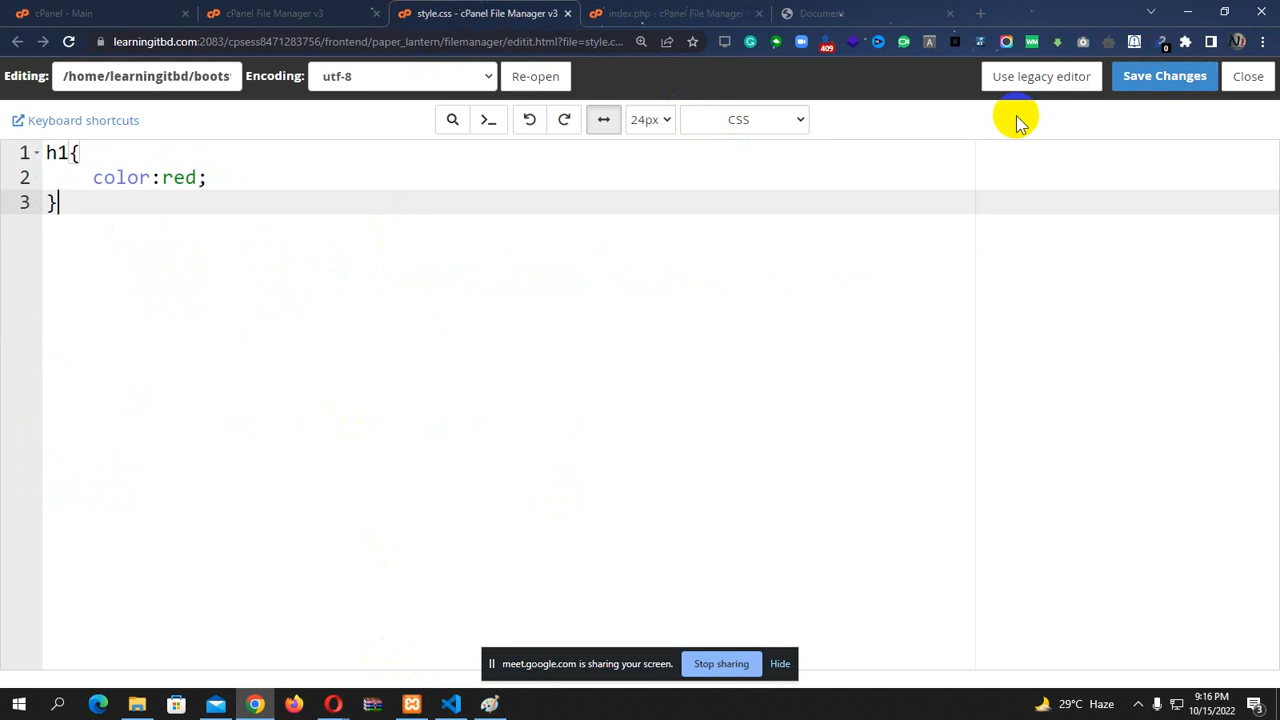 cPanel - Main
cPanel File Manager v3
style.css - cPanel File Manager v3
index.php - cPanel File Manager
Document
learningitbd.com:2083/cpsess8471283756/frontend/paper_lantern/filemanager/editit.html?file=style.c...
409
0
Editing:
/home/learningitbd/boots
Encoding:
utf-8
Re-open
Use legacy editor
Save Changes
Close
Keyboard shortcuts
24px
CSS
1 h1{
2 color:red;
3 }
meet.google.com is sharing your screen.
Stop sharing
Hide
29°C Haze
9:16 PM
10/15/2022
3